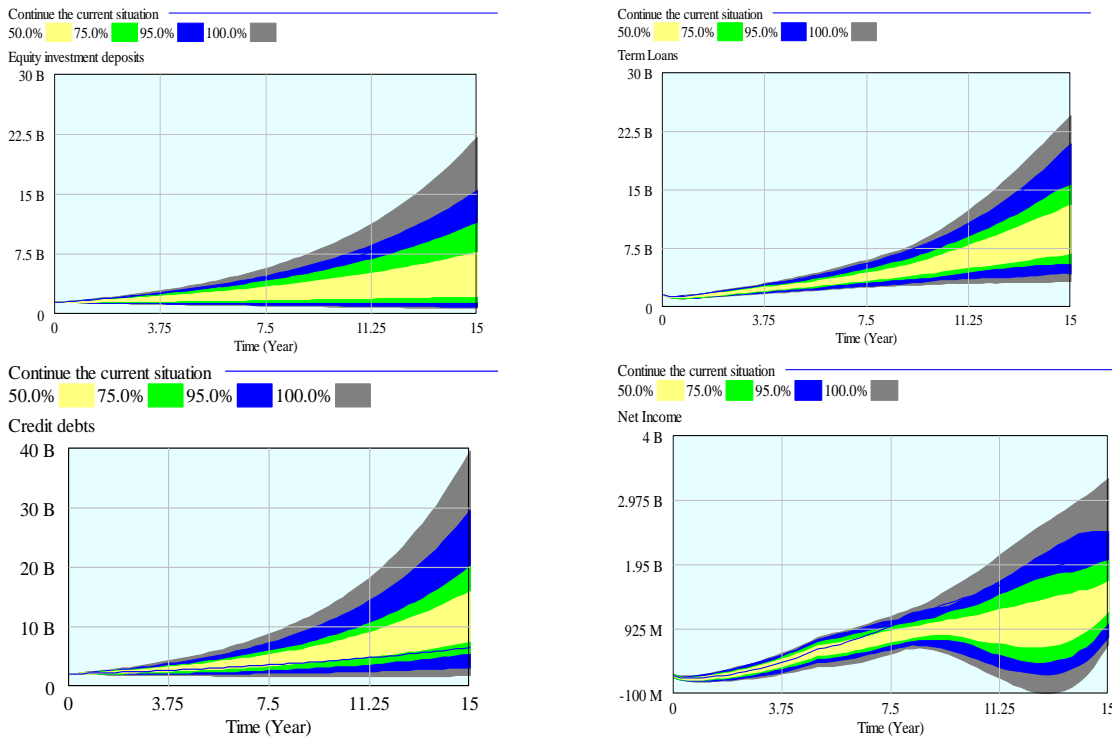 Continue the current situation
50.0% 75.0% 95.0% 100.0%
Equity investment deposits
30 B
22.5 B
15 B
7.5 B
0
0 3.75 7.5 11.25 15
Time (Year)
Continue the current situation
50.0% 75.0% 95.0% 100.0%
Term Loans
30 B
22.5 B
15 B
7.5 B
0
0 3.75 7.5 11.25 15
Time (Year)
Continue the current situation
50.0% 75.0% 95.0% 100.0%
Credit debts
40 B
30 B
20 B
10 B
0
0 3.75 7.5 11.25 15
Time (Year)
Continue the current situation
50.0% 75.0% 95.0% 100.0%
Net Income
4 B
2.975 B
1.95 B
925 M
-100 M
0 3.75 7.5 11.25 15
Time (Year)